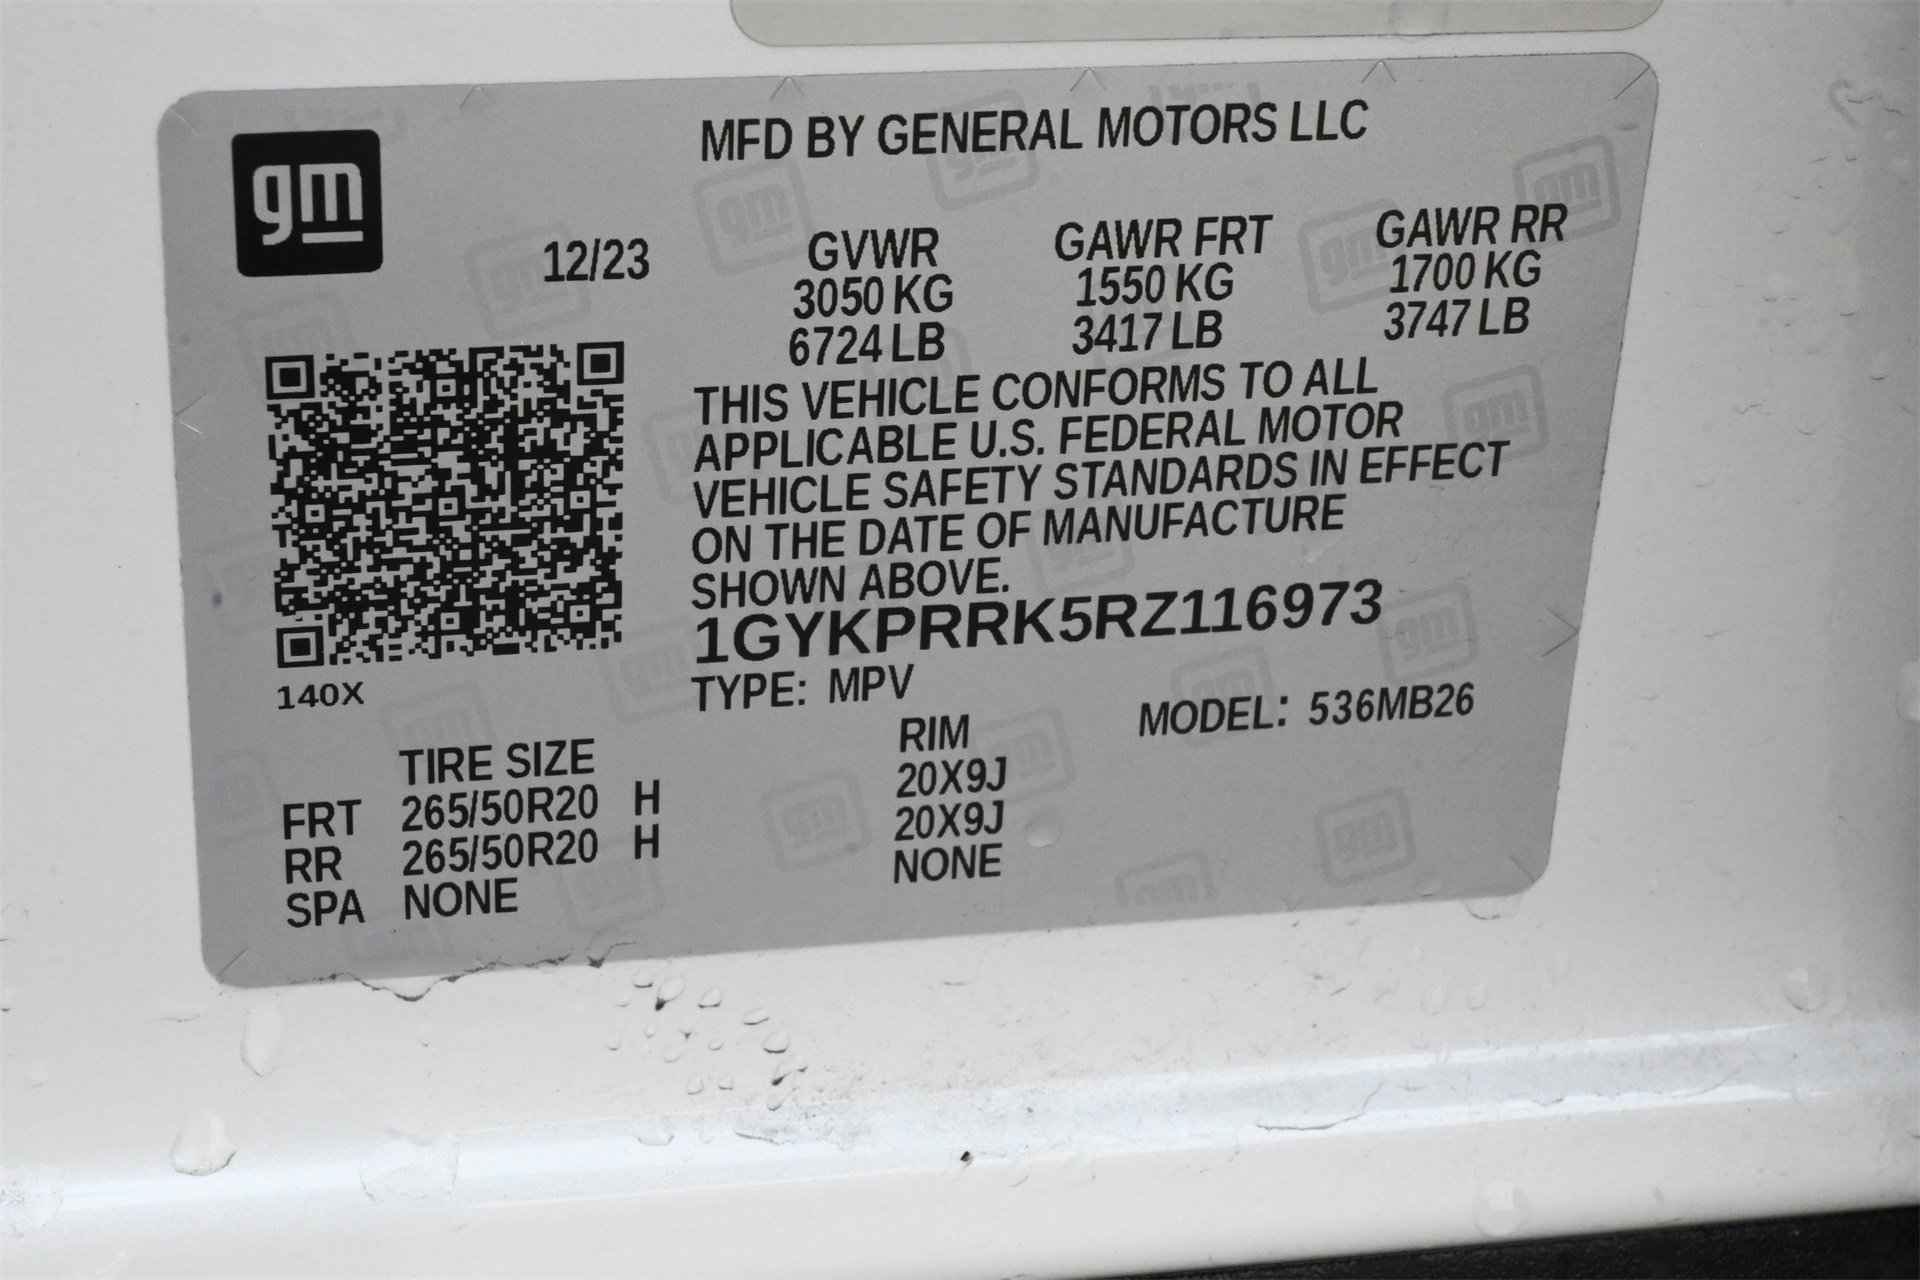 gm
MFD BY GENERAL MOTORS LLC
12/23 GVWR GAWR FRT GAWR RR
3050 KG 1550 KG 1700 KG
6724 LB 3417 LB 3747 LB
THIS VEHICLE CONFORMS TO ALL
APPLICABLE U.S. FEDERAL MOTOR
VEHICLE SAFETY STANDARDS IN EFFECT
ON THE DATE OF MANUFACTURE
SHOWN ABOVE.
1GYKPRRK5RZ116973
140X
TYPE: MPV MODEL: 536MB26
TIRE SIZE RIM
FRT 265/50R20 H 20X9J
RR 265/50R20 H 20X9J
SPA NONE NONE